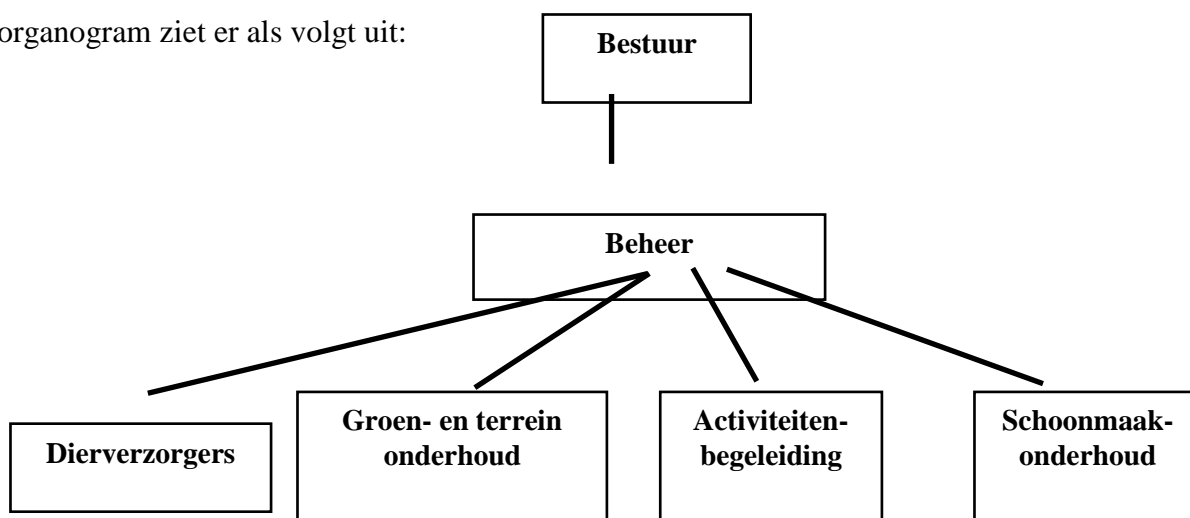 organogram ziet er als volgt uit:
Bestuur
Beheer
Dierverzorgers
Groen- en terrein
onderhoud
Activiteiten-
begeleiding
Schoonmaak-
onderhoud